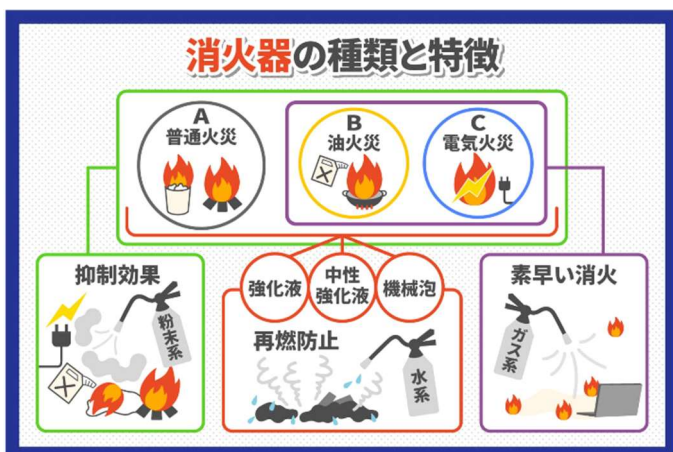 消火器の種類と特徴
A
普通火災
B
油火災
C
電気火災
抑制効果
粉末系
強化液
中性
強化液
機械泡
再燃防止
水系
素早い消火
ガス系